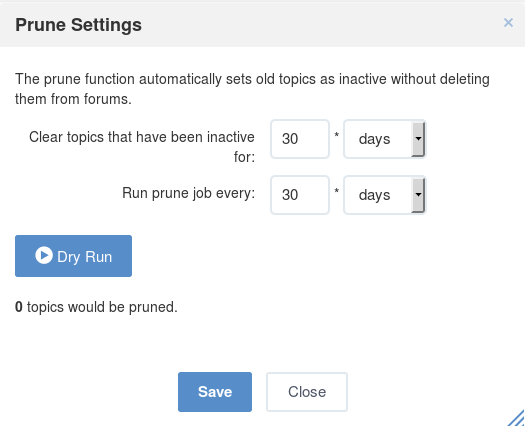 Prune Settings ×
The prune function automatically sets old topics as inactive without deleting
them from forums.
Clear topics that have been inactive
for: 30 * days
Run prune job every: 30 * days
Dry Run
0 topics would be pruned.
Save Close